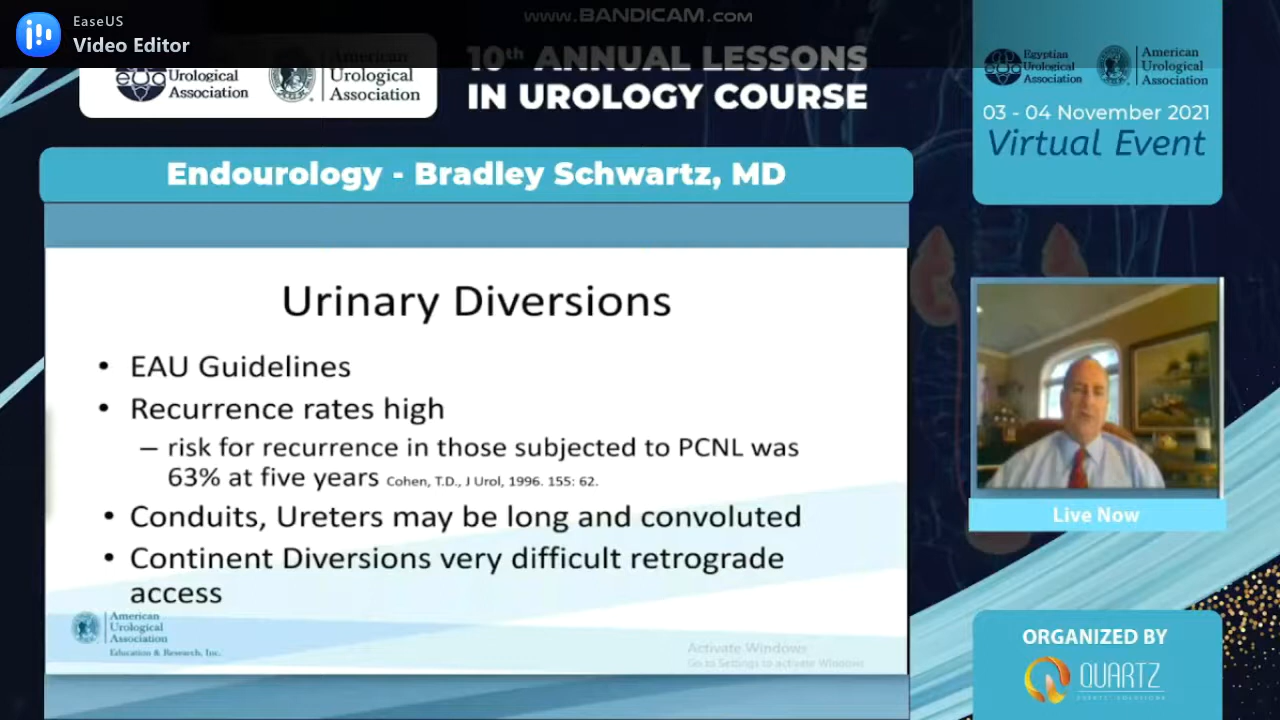 EaseUS
Video Editor
www.BANDICAM.com
eua Urological
Association
American
Urological
Association
10th ANNUAL LESSONS
IN UROLOGY COURSE
Egyptian
Urological
Association
American
Urological
Association
03 - 04 November 2021
Virtual Event
Endourology - Bradley Schwartz, MD
Urinary Diversions
• EAU Guidelines
• Recurrence rates high
– risk for recurrence in those subjected to PCNL was
63% at five years Cohen, T.D., J Urol, 1996. 155: 62.
• Conduits, Ureters may be long and convoluted
• Continent Diversions very difficult retrograde
access
American
Urological
Association
Education & Research, Inc.
Activate Windows
Go to Settings to activate Windows
Live Now
ORGANIZED BY
QUARTZ